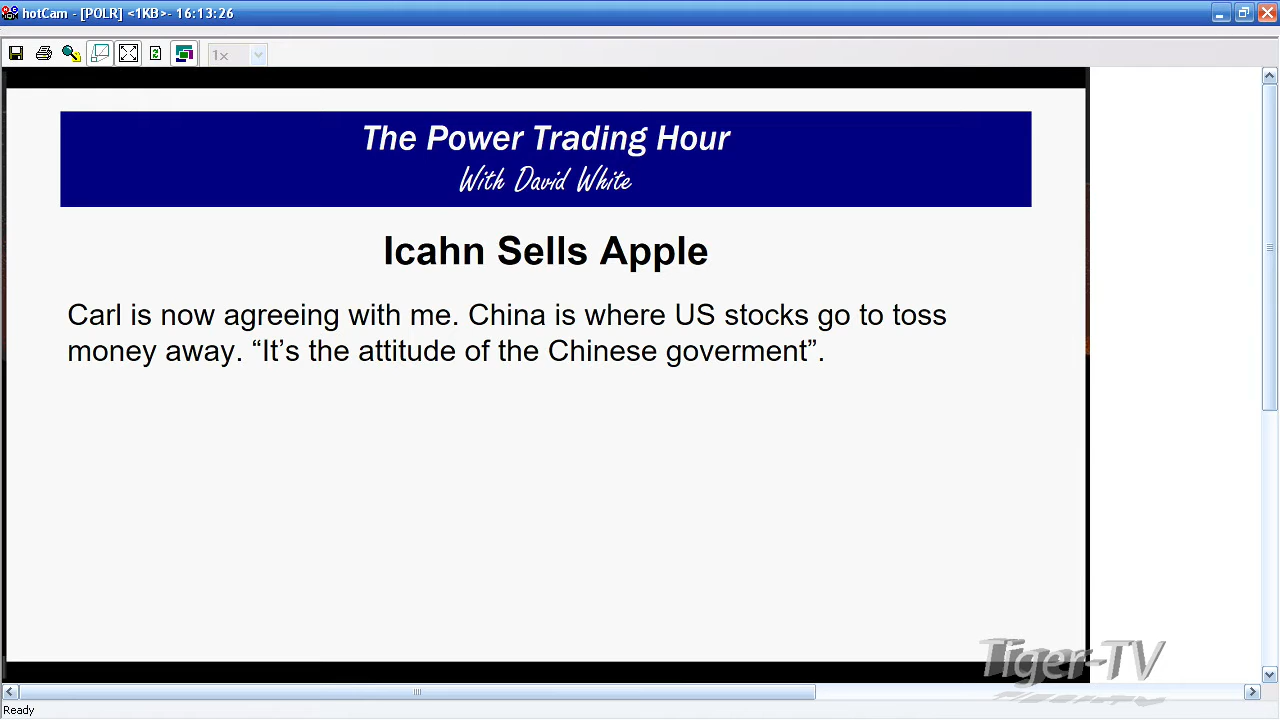 hotCam - [POLR] <1KB>- 16:13:26
1x
The Power Trading Hour
With David White
Icahn Sells Apple
Carl is now agreeing with me. China is where US stocks go to toss
money away. “It’s the attitude of the Chinese goverment”.
Tiger-TV
Ready